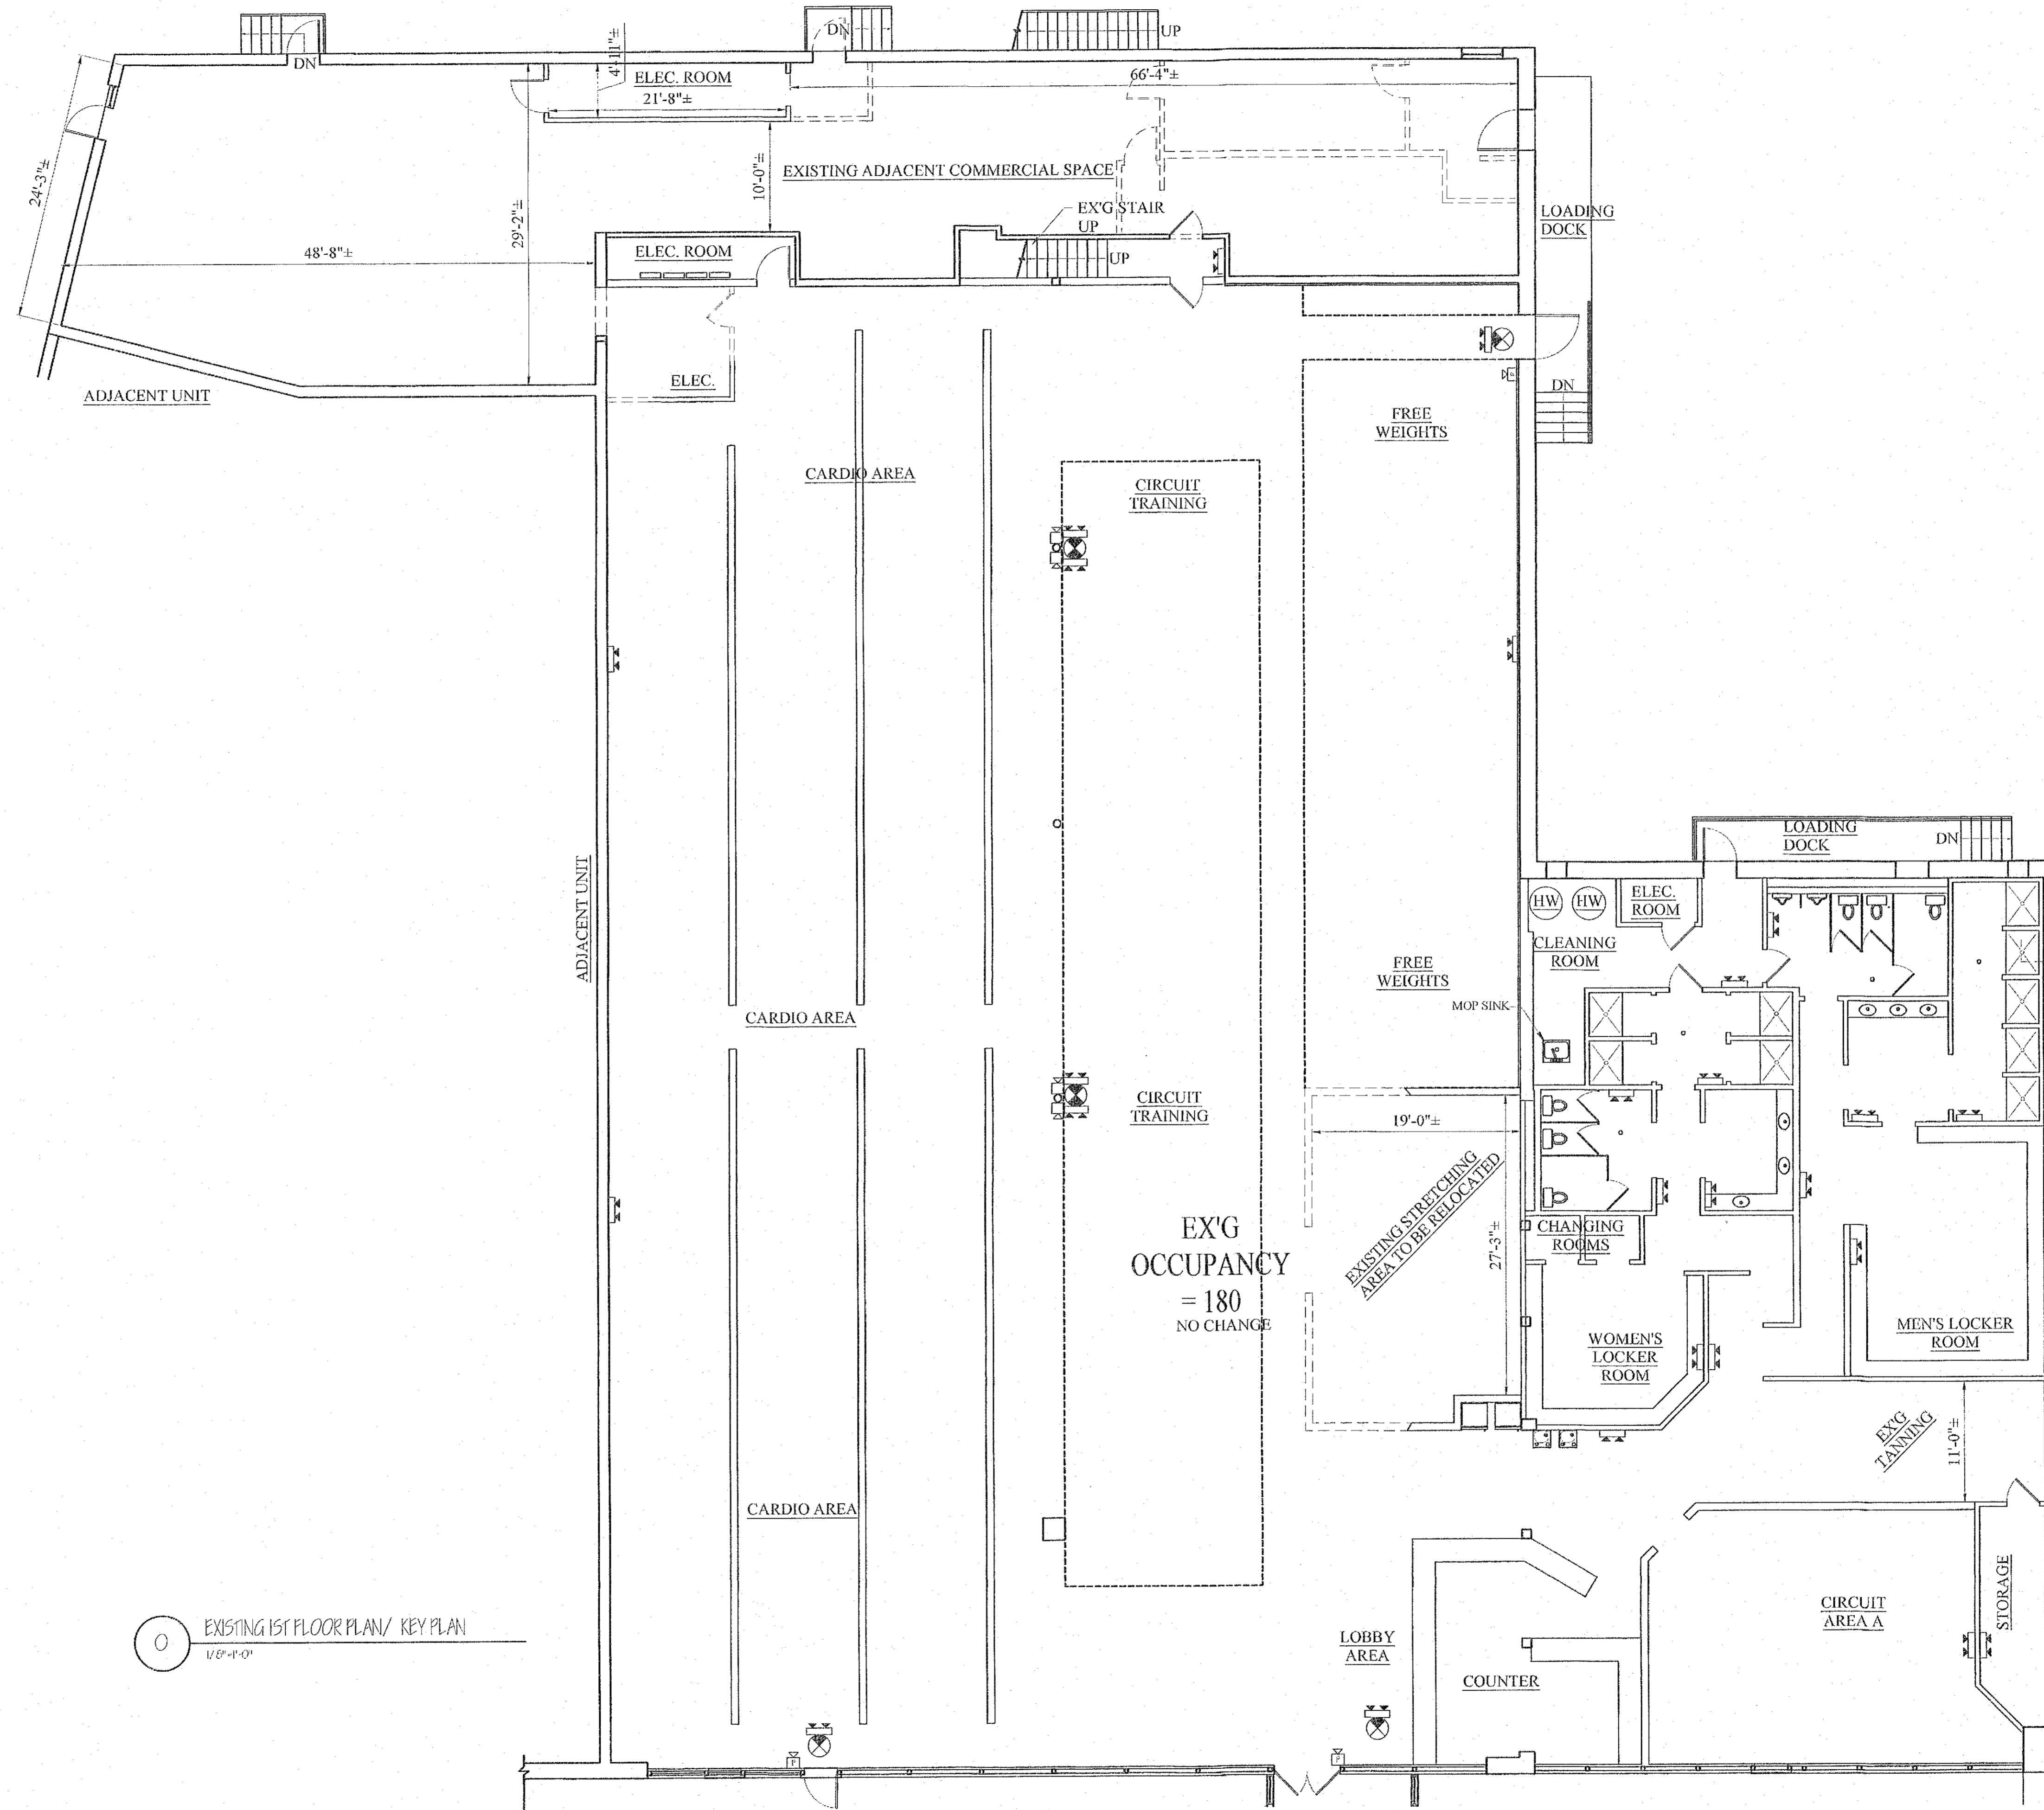 DN
UP
DN
4'-11"±
ELEC. ROOM
21'-8"±
66'-4"±
24'-3"±
10'-0"±
EXISTING ADJACENT COMMERCIAL SPACE
29'-2"±
EX'G STAIR
UP
LOADING
DOCK
48'-8"±
ELEC. ROOM
UP
ELEC.
DN
ADJACENT UNIT
FREE
WEIGHTS
CARDIO AREA
CIRCUIT
TRAINING
P
LOADING
DOCK
DN
ADJACENT UNIT
HW
HW
ELEC.
ROOM
CLEANING
ROOM
FREE
WEIGHTS
CARDIO AREA
MOP SINK
CIRCUIT
TRAINING
19'-0"±
EXISTING STRETCHING
AREA TO BE RELOCATED
27'-3"±
EX'G
OCCUPANCY
= 180
NO CHANGE
CHANGING
ROOMS
WOMEN'S
LOCKER
ROOM
MEN'S LOCKER
ROOM
EX'G
TANNING
11'-0"±
CARDIO AREA
CIRCUIT
AREA A
STORAGE
LOBBY
AREA
COUNTER
P
P
O
EXISTING 1ST FLOOR PLAN/ KEY PLAN
1/8"=1'-0"